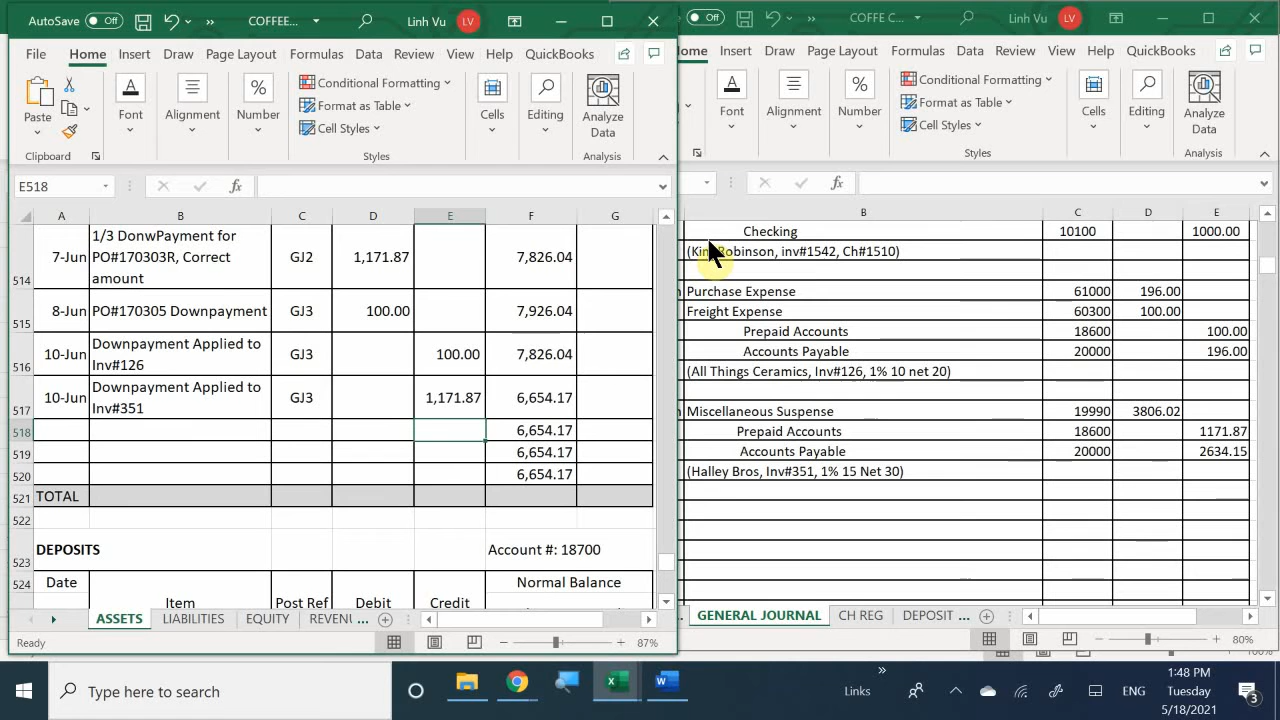 AutoSave Off COFFEE... Linh Vu LV
File Home Insert Draw Page Layout Formulas Data Review View Help QuickBooks
Paste
Clipboard
Font
Alignment
%
Number
Conditional Formatting
Format as Table
Cell Styles
Styles
Cells
Editing
Analyze
Data
Analysis
E518 fx
A B C D E F G
514 7-Jun 1/3 DonwPayment for
PO#170303R, Correct
amount GJ2 1,171.87 7,826.04
515 8-Jun PO#170305 Downpayment GJ3 100.00 7,926.04
516 10-Jun Downpayment Applied to
Inv#126 GJ3 100.00 7,826.04
517 10-Jun Downpayment Applied to
Inv#351 GJ3 1,171.87 6,654.17
518 6,654.17
519 6,654.17
520 6,654.17
521 TOTAL
522
523 DEPOSITS Account #: 18700
524 Date Normal Balance
Item Post Ref Debit Credit
ASSETS LIABILITIES EQUITY REVENU ...
Ready 87%
Off COFFE C... Linh Vu LV
Home Insert Draw Page Layout Formulas Data Review View Help QuickBooks
Font
Alignment
%
Number
Conditional Formatting
Format as Table
Cell Styles
Styles
Cells
Editing
Analyze
Data
Analysis
fx
B C D E
Checking 10100 1000.00
Robinson, inv#1542, Ch#1510)
Purchase Expense 61000 196.00
Freight Expense 60300 100.00
Prepaid Accounts 18600 100.00
Accounts Payable 20000 196.00
(All Things Ceramics, Inv#126, 1% 10 net 20)
Miscellaneous Suspense 19990 3806.02
Prepaid Accounts 18600 1171.87
Accounts Payable 20000 2634.15
(Halley Bros, Inv#351, 1% 15 Net 30)
GENERAL JOURNAL CH REG DEPOSIT ...
80%
Type here to search
Links
ENG
1:48 PM
Tuesday
5/18/2021
3